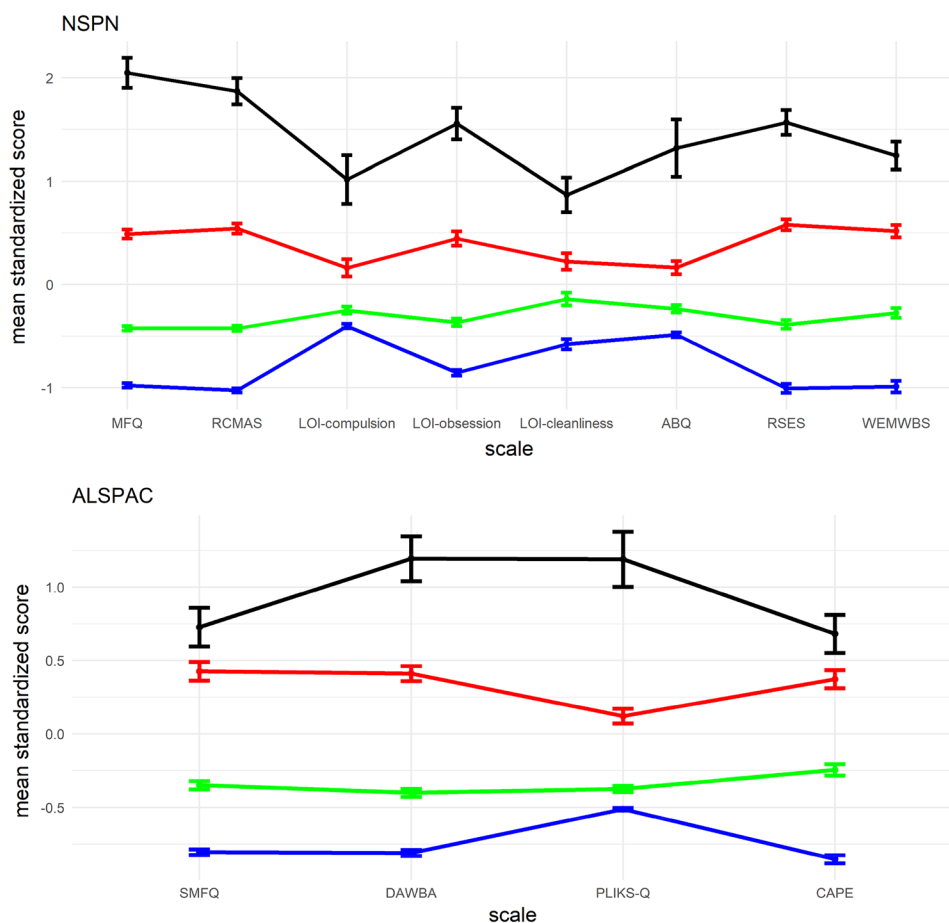 NSPN
mean standardized score
2
1
0
-1
MFQ RCMAS LOI-compulsion LOI-obsession LOI-cleanliness ABQ RSES WEMWBS
scale
ALSPAC
mean standardized score
1.0
0.5
0.0
-0.5
SMFQ DAWBA PLIKS-Q CAPE
scale